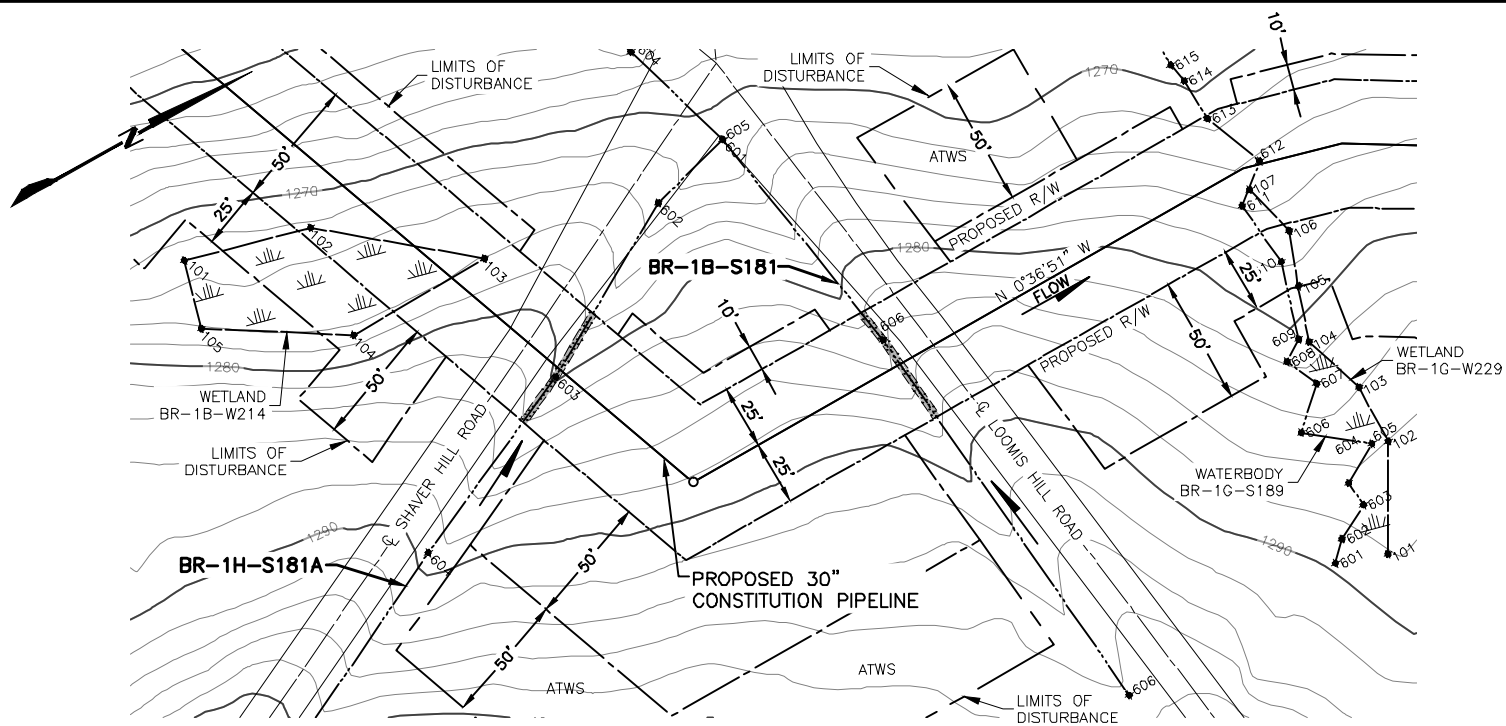 10'
LIMITS OF
DISTURBANCE
604
LIMITS OF
DISTURBANCE
1270
615
614
613
N
50'
605
601
50'
ATWS
612
1270
25'
602
PROPOSED R/W
107
611
102
101
103
BR-1B-S181
1280
N 0°36'51" W
FLOW
106
25'
105
10'
606
105
104
1280
50'
603
PROPOSED R/W
50'
609
104
608
607
WETLAND
BR-1G-W229
103
WETLAND
BR-1B-W214
25'
25'
LIMITS OF
DISTURBANCE
℄ SHAVER HILL ROAD
℄ LOOMIS HILL ROAD
606
604
605
102
WATERBODY
BR-1G-S189
603
1290
602
601
101
1290
BR-1H-S181A
50'
PROPOSED 30"
CONSTITUTION PIPELINE
50'
ATWS
ATWS
LIMITS OF
DISTURBANCE
606